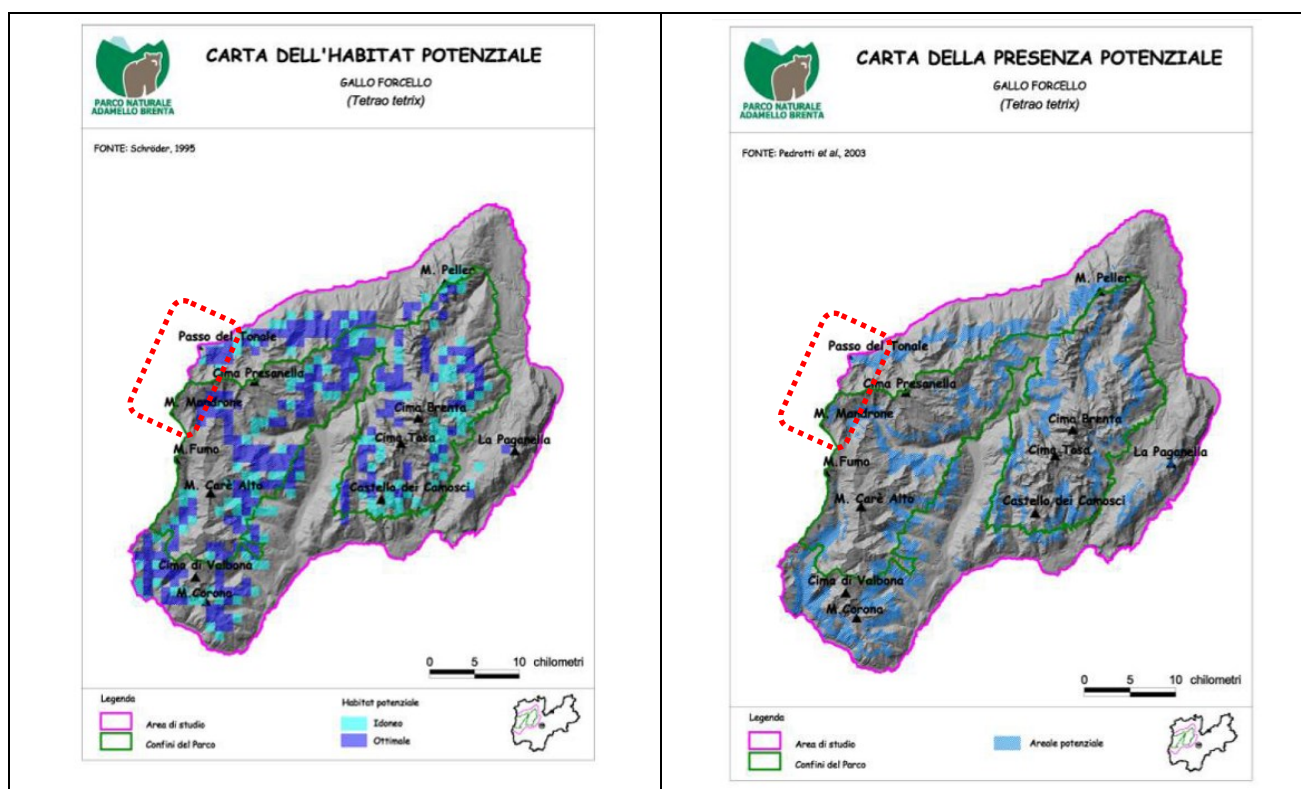 PARCO NATURALE
ADAMELLO BRENTA
CARTA DELL'HABITAT POTENZIALE
GALLO FORCELLO
(Tetrao tetrix)
FONTE: Schröder, 1995
M. Peller
Passo del Tonale
Cima Presanella
M. Mandrone
Cima Brenta
M.Fumo
Cima Tosa
La Paganella
M. Carè Alto
Castello dei Camosci
Cima di Valbona
M.Corona
0 5 10 chilometri
Legenda
Area di studio
Confini del Parco
Habitat potenziale
Idoneo
Ottimale
PARCO NATURALE
ADAMELLO BRENTA
CARTA DELLA PRESENZA POTENZIALE
GALLO FORCELLO
(Tetrao tetrix)
FONTE: Pedrotti et al., 2003
M. Peller
Passo del Tonale
Cima Presanella
M. Mandrone
Cima Brenta
M.Fumo
Cima Tosa
La Paganella
M. Carè Alto
Castello dei Camosci
Cima di Valbona
M.Corona
0 5 10 chilometri
Legenda
Area di studio
Confini del Parco
Areale potenziale